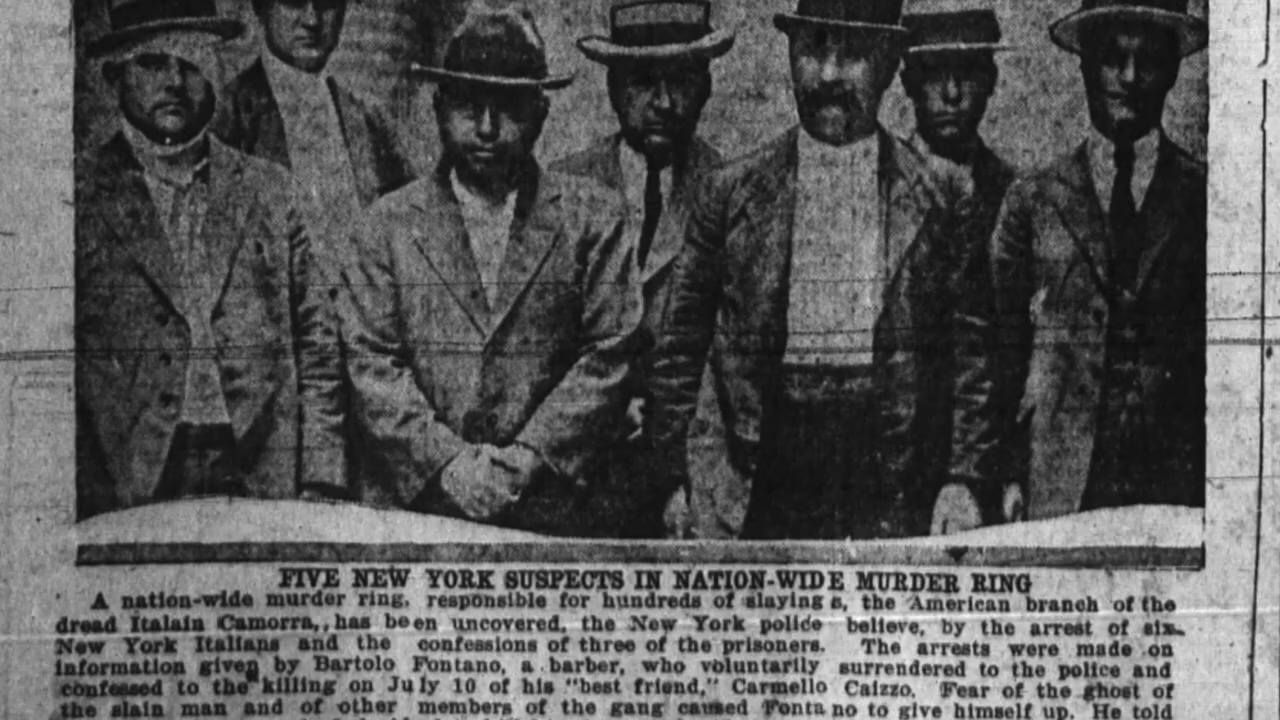 FIVE NEW YORK SUSPECTS IN NATION-WIDE MURDER RING
A nation-wide murder ring, responsible for hundreds of slayings, the American branch of the
dread Italain Camorra,, has been uncovered, the New York police believe, by the arrest of six
New York Italians and the confessions of three of the prisoners. The arrests were made on
information given by Bartolo Fontano, a barber, who voluntarily surrendered to the police and
confessed to the killing on July 10 of his "best friend," Carmello Caizzo. Fear of the ghost of
the slain man and of other members of the gang caused Fontano to give himself up. He told